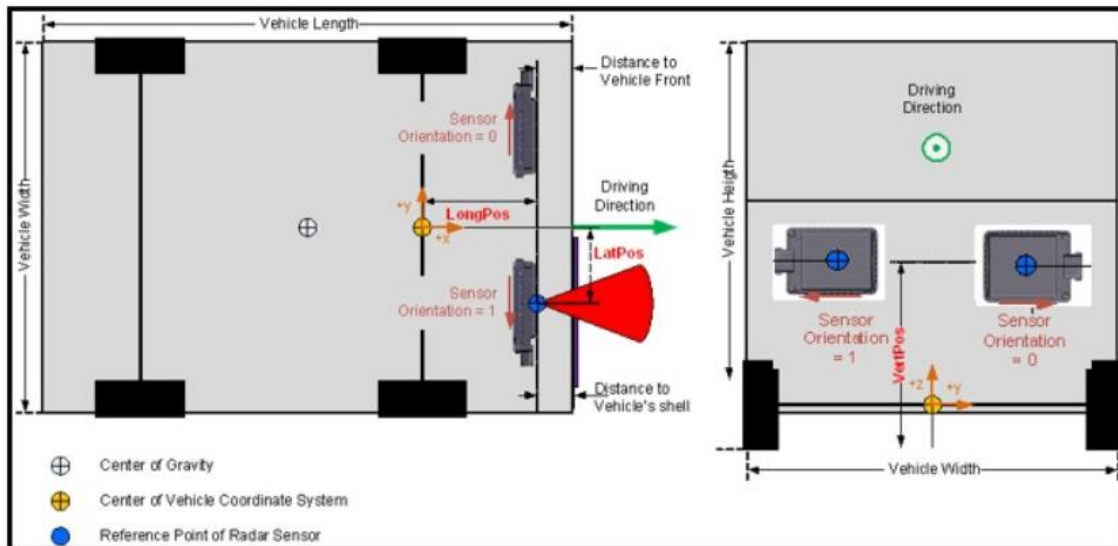 Vehicle Length
Vehicle Width
Distance to
Vehicle Front
Sensor
Orientation = 0
+y
+x
LongPos
Driving
Direction
LatPos
Sensor
Orientation = 1
Distance to
Vehicle's shell
Center of Gravity
Center of Vehicle Coordinate System
Reference Point of Radar Sensor
Vehicle Heigth
Driving
Direction
Sensor
Orientation
= 1
VertPos
Sensor
Orientation
= 0
+z
+y
Vehicle Width